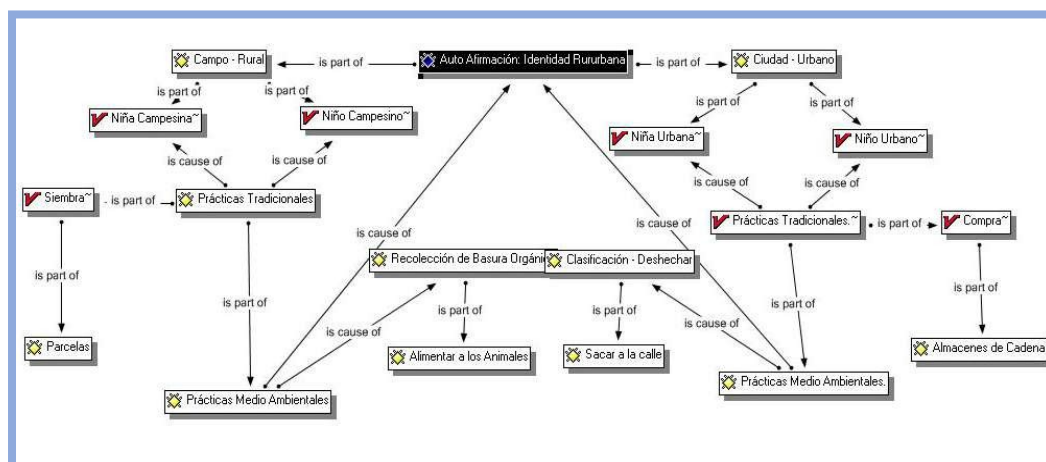 Campo - Rural
is part of
Auto Afirmación: Identidad Rururbana
is part of
Ciudad - Urbano
is part of
is part of
is part of
is part of
Niña Campesina~
Niño Campesino~
Niña Urbana~
Niño Urbano~
is cause of
is cause of
is cause of
is cause of
Siembra~
is part of
Prácticas Tradicionales
Prácticas Tradicionales.~
is part of
Compra~
is cause of
is cause of
Recolección de Basura Orgáni
Clasificación - Deshechar
is part of
is part of
is part of
is part of
is part of
is part of
is cause of
is cause of
Parcelas
Alimentar a los Animales
Sacar a la calle
Almacenes de Cadena
Prácticas Medio Ambientales
Prácticas Medio Ambientales.